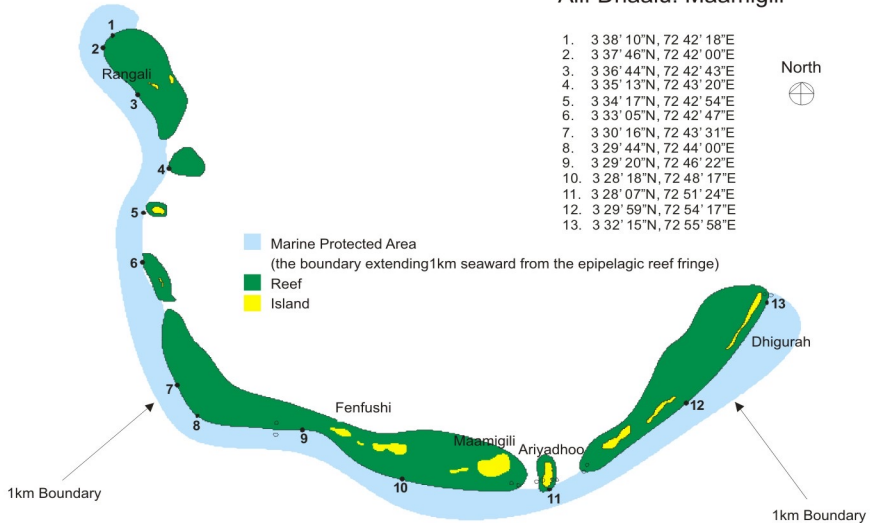 Alif Dhaalu: Maamigili
1. 3 38' 10"N, 72 42' 18"E
2. 3 37' 46"N, 72 42' 00"E
3. 3 36' 44"N, 72 42' 43"E
4. 3 35' 13"N, 72 43' 20"E
5. 3 34' 17"N, 72 42' 54"E
6. 3 33' 05"N, 72 42' 47"E
7. 3 30' 16"N, 72 43' 31"E
8. 3 29' 44"N, 72 44' 00"E
9. 3 29' 20"N, 72 46' 22"E
10. 3 28' 18"N, 72 48' 17"E
11. 3 28' 07"N, 72 51' 24"E
12. 3 29' 59"N, 72 54' 17"E
13. 3 32' 15"N, 72 55' 58"E
North
1
2
Rangali
3
4
5
6
Marine Protected Area
(the boundary extending1km seaward from the epipelagic reef fringe)
Reef
Island
13
Dhigurah
7
8
Fenfushi
9
Maamigili
Ariyadhoo
12
10
11
1km Boundary
1km Boundary